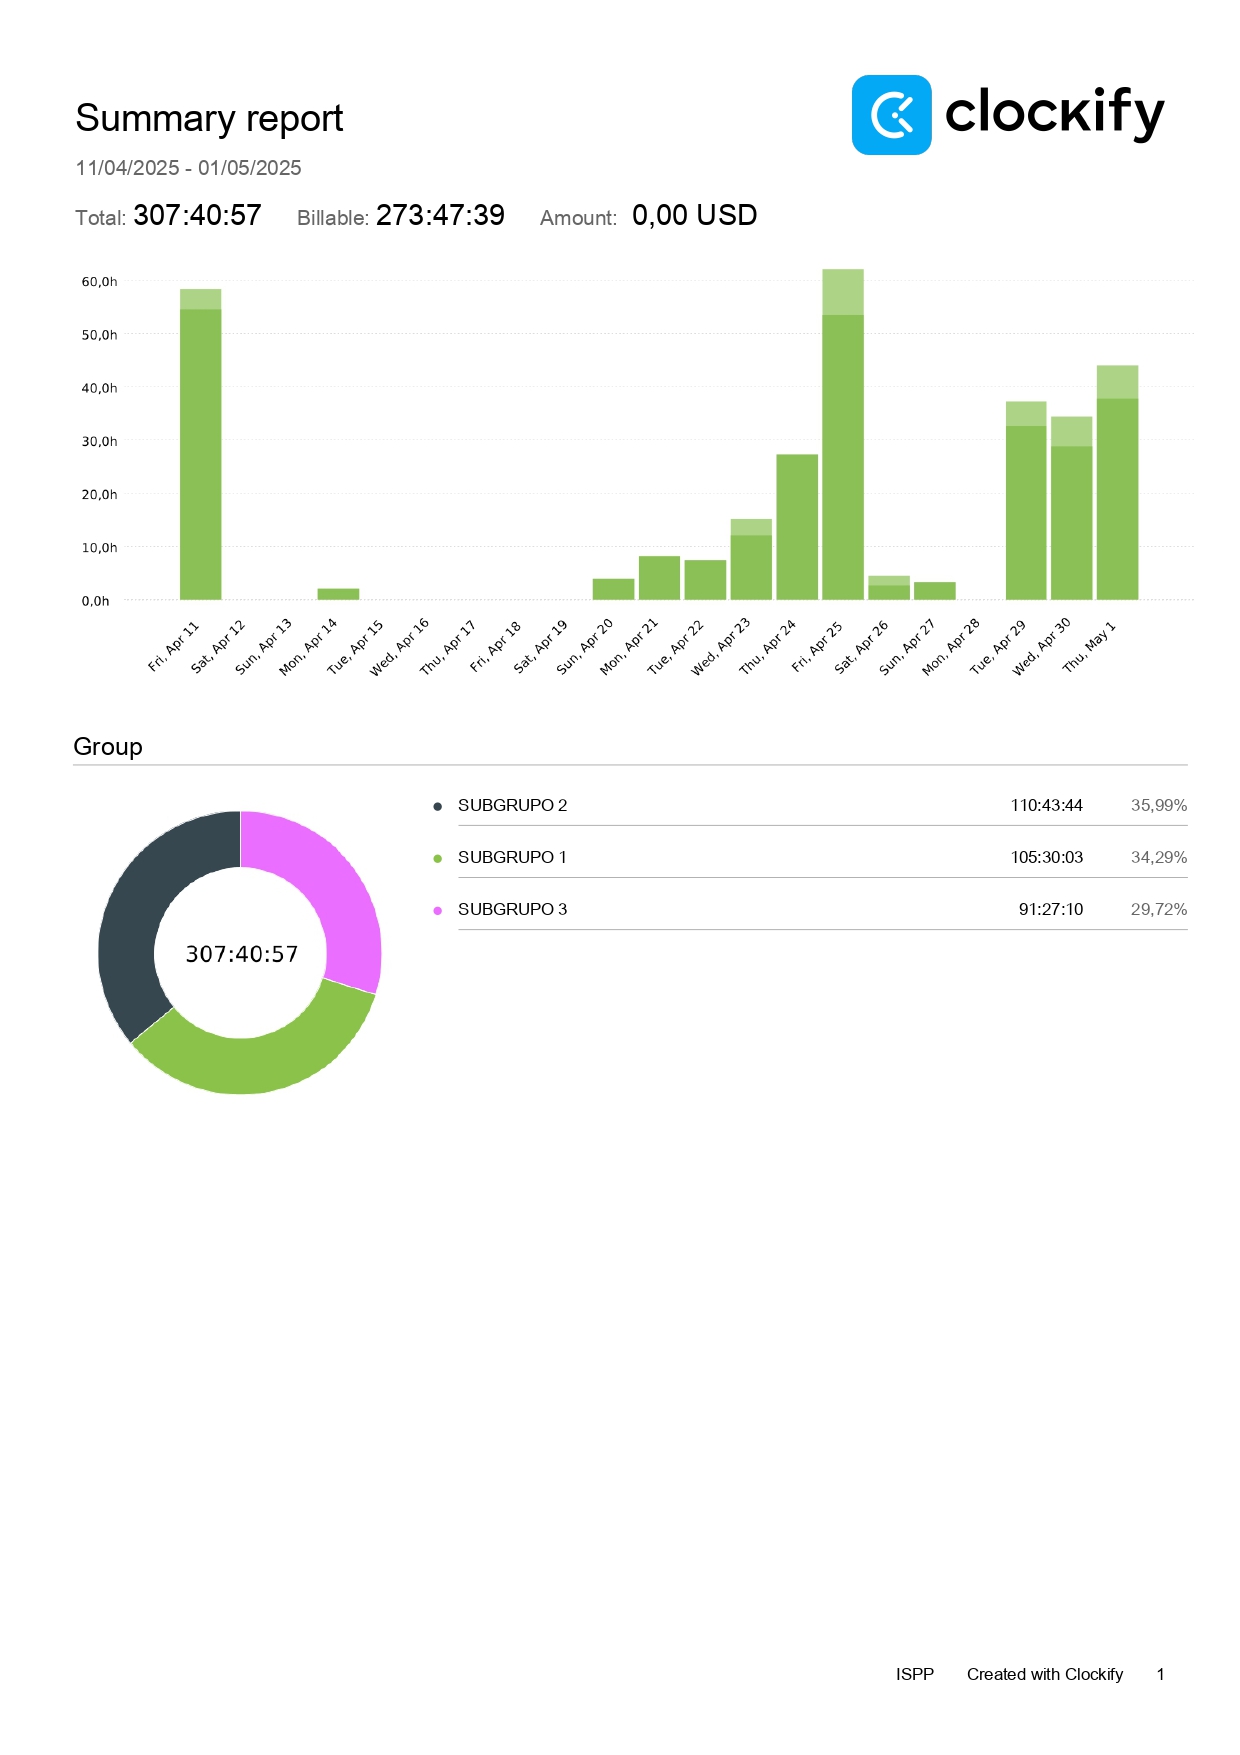 Summary report
clockify
11/04/2025 - 01/05/2025
Total: 307:40:57 Billable: 273:47:39 Amount: 0,00 USD
60,0h
50,0h
40,0h
30,0h
20,0h
10,0h
0,0h
Fri, Apr 11
Sat, Apr 12
Sun, Apr 13
Mon, Apr 14
Tue, Apr 15
Wed, Apr 16
Thu, Apr 17
Fri, Apr 18
Sat, Apr 19
Sun, Apr 20
Mon, Apr 21
Tue, Apr 22
Wed, Apr 23
Thu, Apr 24
Fri, Apr 25
Sat, Apr 26
Sun, Apr 27
Mon, Apr 28
Tue, Apr 29
Wed, Apr 30
Thu, May 1
Group
SUBGRUPO 2 110:43:44 35,99%
SUBGRUPO 1 105:30:03 34,29%
SUBGRUPO 3 91:27:10 29,72%
307:40:57
ISPP Created with Clockify 1